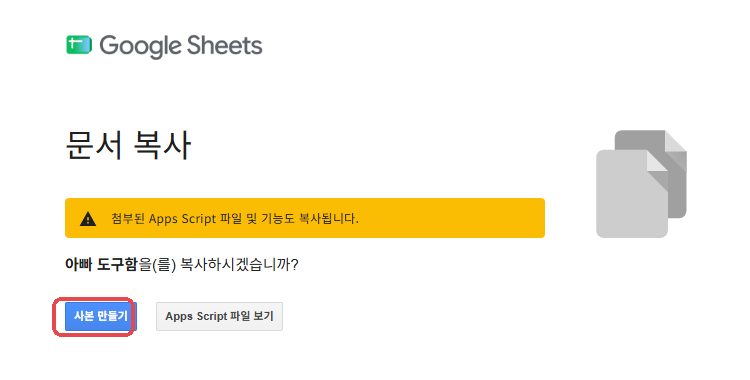 Google Sheets
문서 복사
첨부된 Apps Script 파일 및 기능도 복사됩니다.
아빠 도구함을(를) 복사하시겠습니까?
사본 만들기
Apps Script 파일 보기